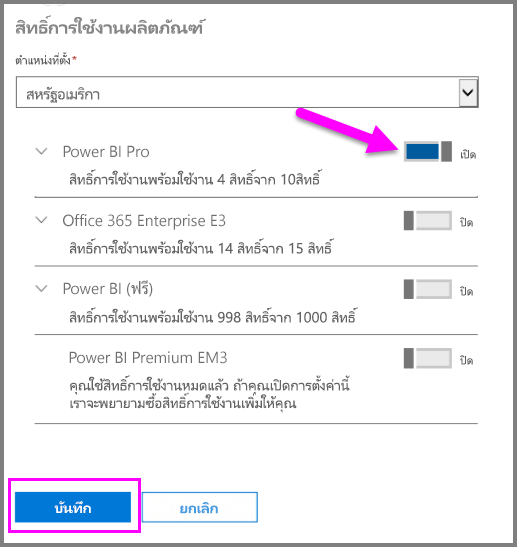 สิทธิ์การใช้งานผลิตภัณฑ์
ตำแหน่งที่ตั้ง*
สหรัฐอเมริกา
Power BI Pro
เปิด
สิทธิ์การใช้งานพร้อมใช้งาน 4 สิทธิ์จาก 10สิทธิ์
Office 365 Enterprise E3
ปิด
สิทธิ์การใช้งานพร้อมใช้งาน 14 สิทธิ์จาก 15 สิทธิ์
Power BI (ฟรี)
ปิด
สิทธิ์การใช้งานพร้อมใช้งาน 998 สิทธิ์จาก 1000 สิทธิ์
Power BI Premium EM3
ปิด
คุณใช้สิทธิ์การใช้งานหมดแล้ว ถ้าคุณเปิดการตั้งค่านี้
เราจะพยายามซื้อสิทธิ์การใช้งานเพิ่มให้คุณ
บันทึก
ยกเลิก